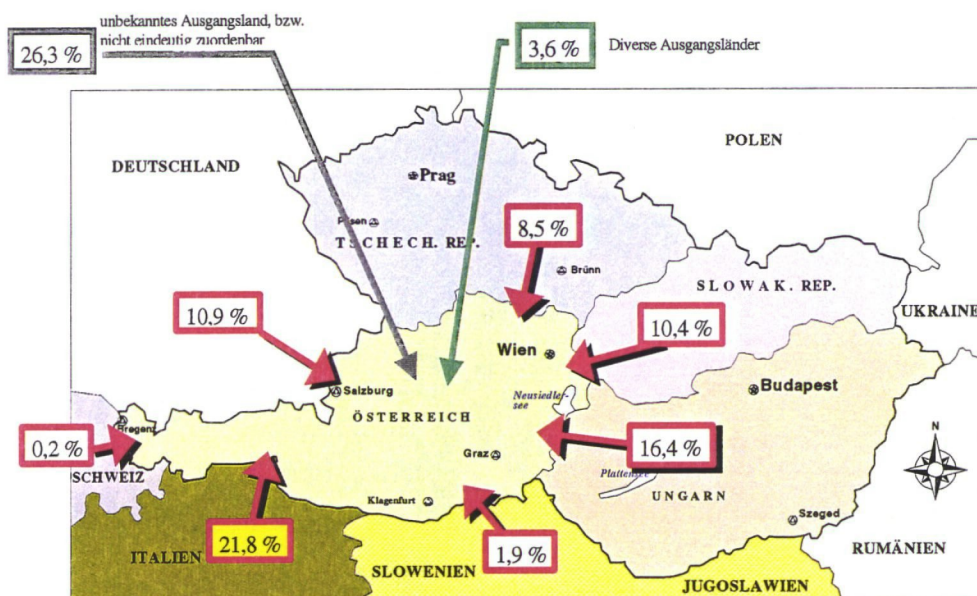 unbekanntes Ausgangsland, bzw.
nicht eindeutig zuordenbar
26,3 %
3,6 %
Diverse Ausgangsländer
POLEN
DEUTSCHLAND
Prag
Pilsen
TSCHECH. REP.
8,5 %
Brünn
SLOWAK. REP.
UKRAINE
10,9 %
10,4 %
Wien
Salzburg
Budapest
Neusiedler-
see
ÖSTERREICH
Bregenz
0,2 %
SCHWEIZ
Graz
16,4 %
N
Plattensee
UNGARN
Klagenfurt
Szeged
ITALIEN
21,8 %
1,9 %
RUMÄNIEN
SLOWENIEN
JUGOSLAWIEN